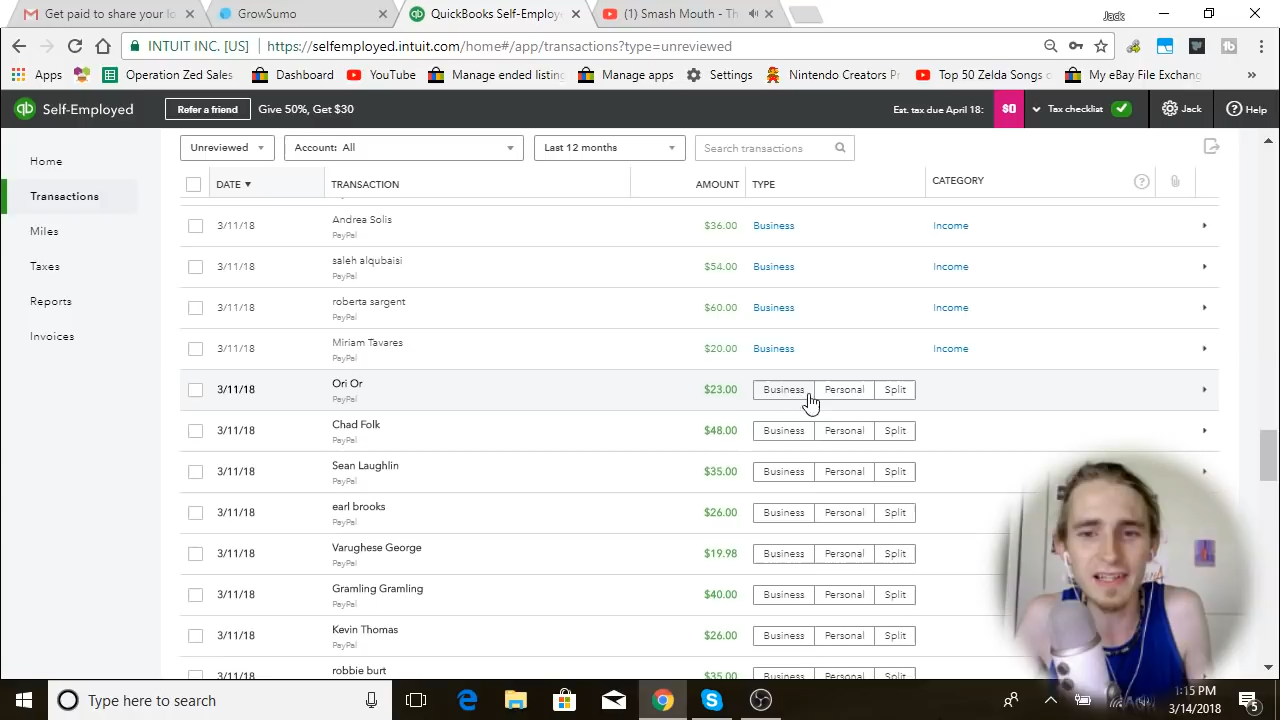 Get paid to share your lo
GrowSumo
QuickBooks Self-Employ
(1) Smash Mouth - Th
Jack
INTUIT INC. [US]
https://selfemployed.intuit.com/home#/app/transactions?type=unreviewed
Apps
Operation Zed Sales
Dashboard
YouTube
Manage ended listing
Manage apps
Settings
Nintendo Creators Pr
Top 50 Zelda Songs o
My eBay File Exchang
»
qb Self-Employed
Refer a friend
Give 50%, Get $30
Est. tax due April 18:
$0
Tax checklist
Jack
Help
Home
Transactions
Miles
Taxes
Reports
Invoices
Unreviewed
Account: All
Last 12 months
Search transactions
DATE TRANSACTION AMOUNT TYPE CATEGORY ?
3/11/18 Andrea Solis $36.00 Business Income
PayPal
3/11/18 saleh alqubaisi $54.00 Business Income
PayPal
3/11/18 roberta sargent $60.00 Business Income
PayPal
3/11/18 Miriam Tavares $20.00 Business Income
PayPal
3/11/18 Ori Or $23.00 Business Personal Split
PayPal
3/11/18 Chad Folk $48.00 Business Personal Split
PayPal
3/11/18 Sean Laughlin $35.00 Business Personal Split
PayPal
3/11/18 earl brooks $26.00 Business Personal Split
PayPal
3/11/18 Varughese George $19.98 Business Personal Split
PayPal
3/11/18 Gramling Gramling $40.00 Business Personal Split
PayPal
3/11/18 Kevin Thomas $26.00 Business Personal Split
PayPal
robbie burt $35.00 Business Personal Split
Type here to search
1:15 PM
3/14/2018
5